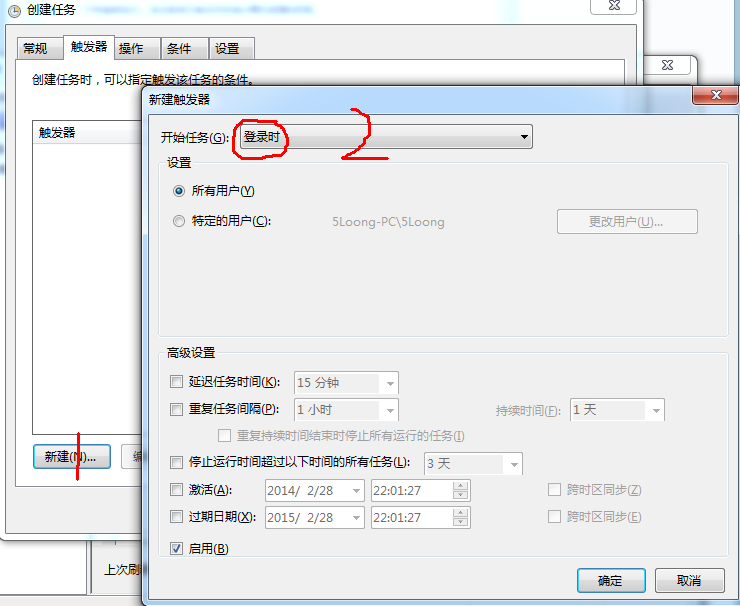 创建任务
常规 触发器 操作 条件 设置
创建任务时，可以指定触发该任务的条件。
触发器
新建(N)...
上次刷
新建触发器
开始任务(G): 登录时
2
设置
所有用户(Y)
特定的用户(C): 5Loong-PC\5Loong 更改用户(U)...
高级设置
延迟任务时间(K): 15 分钟
重复任务间隔(P): 1 小时 持续时间(F): 1 天
重复持续时间结束时停止所有运行的任务(I)
停止运行时间超过以下时间的所有任务(L): 3 天
激活(A): 2014/ 2/28 22:01:27 跨时区同步(Z)
过期日期(X): 2015/ 2/28 22:01:27 跨时区同步(E)
启用(B)
确定 取消